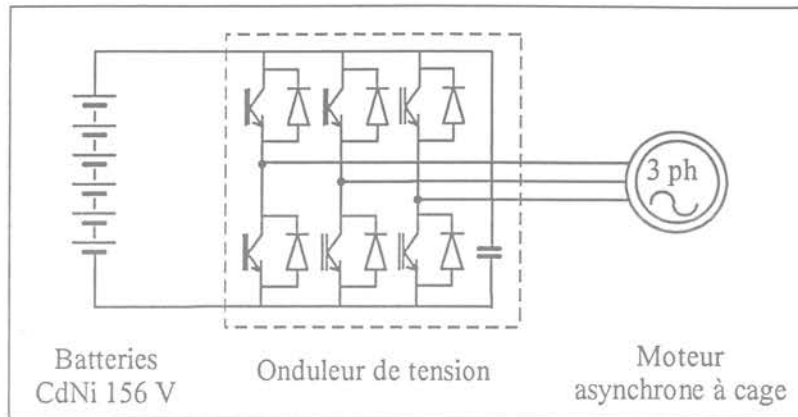 3 ph
Batteries
CdNi 156 V
Onduleur de tension
Moteur
asynchrone à cage